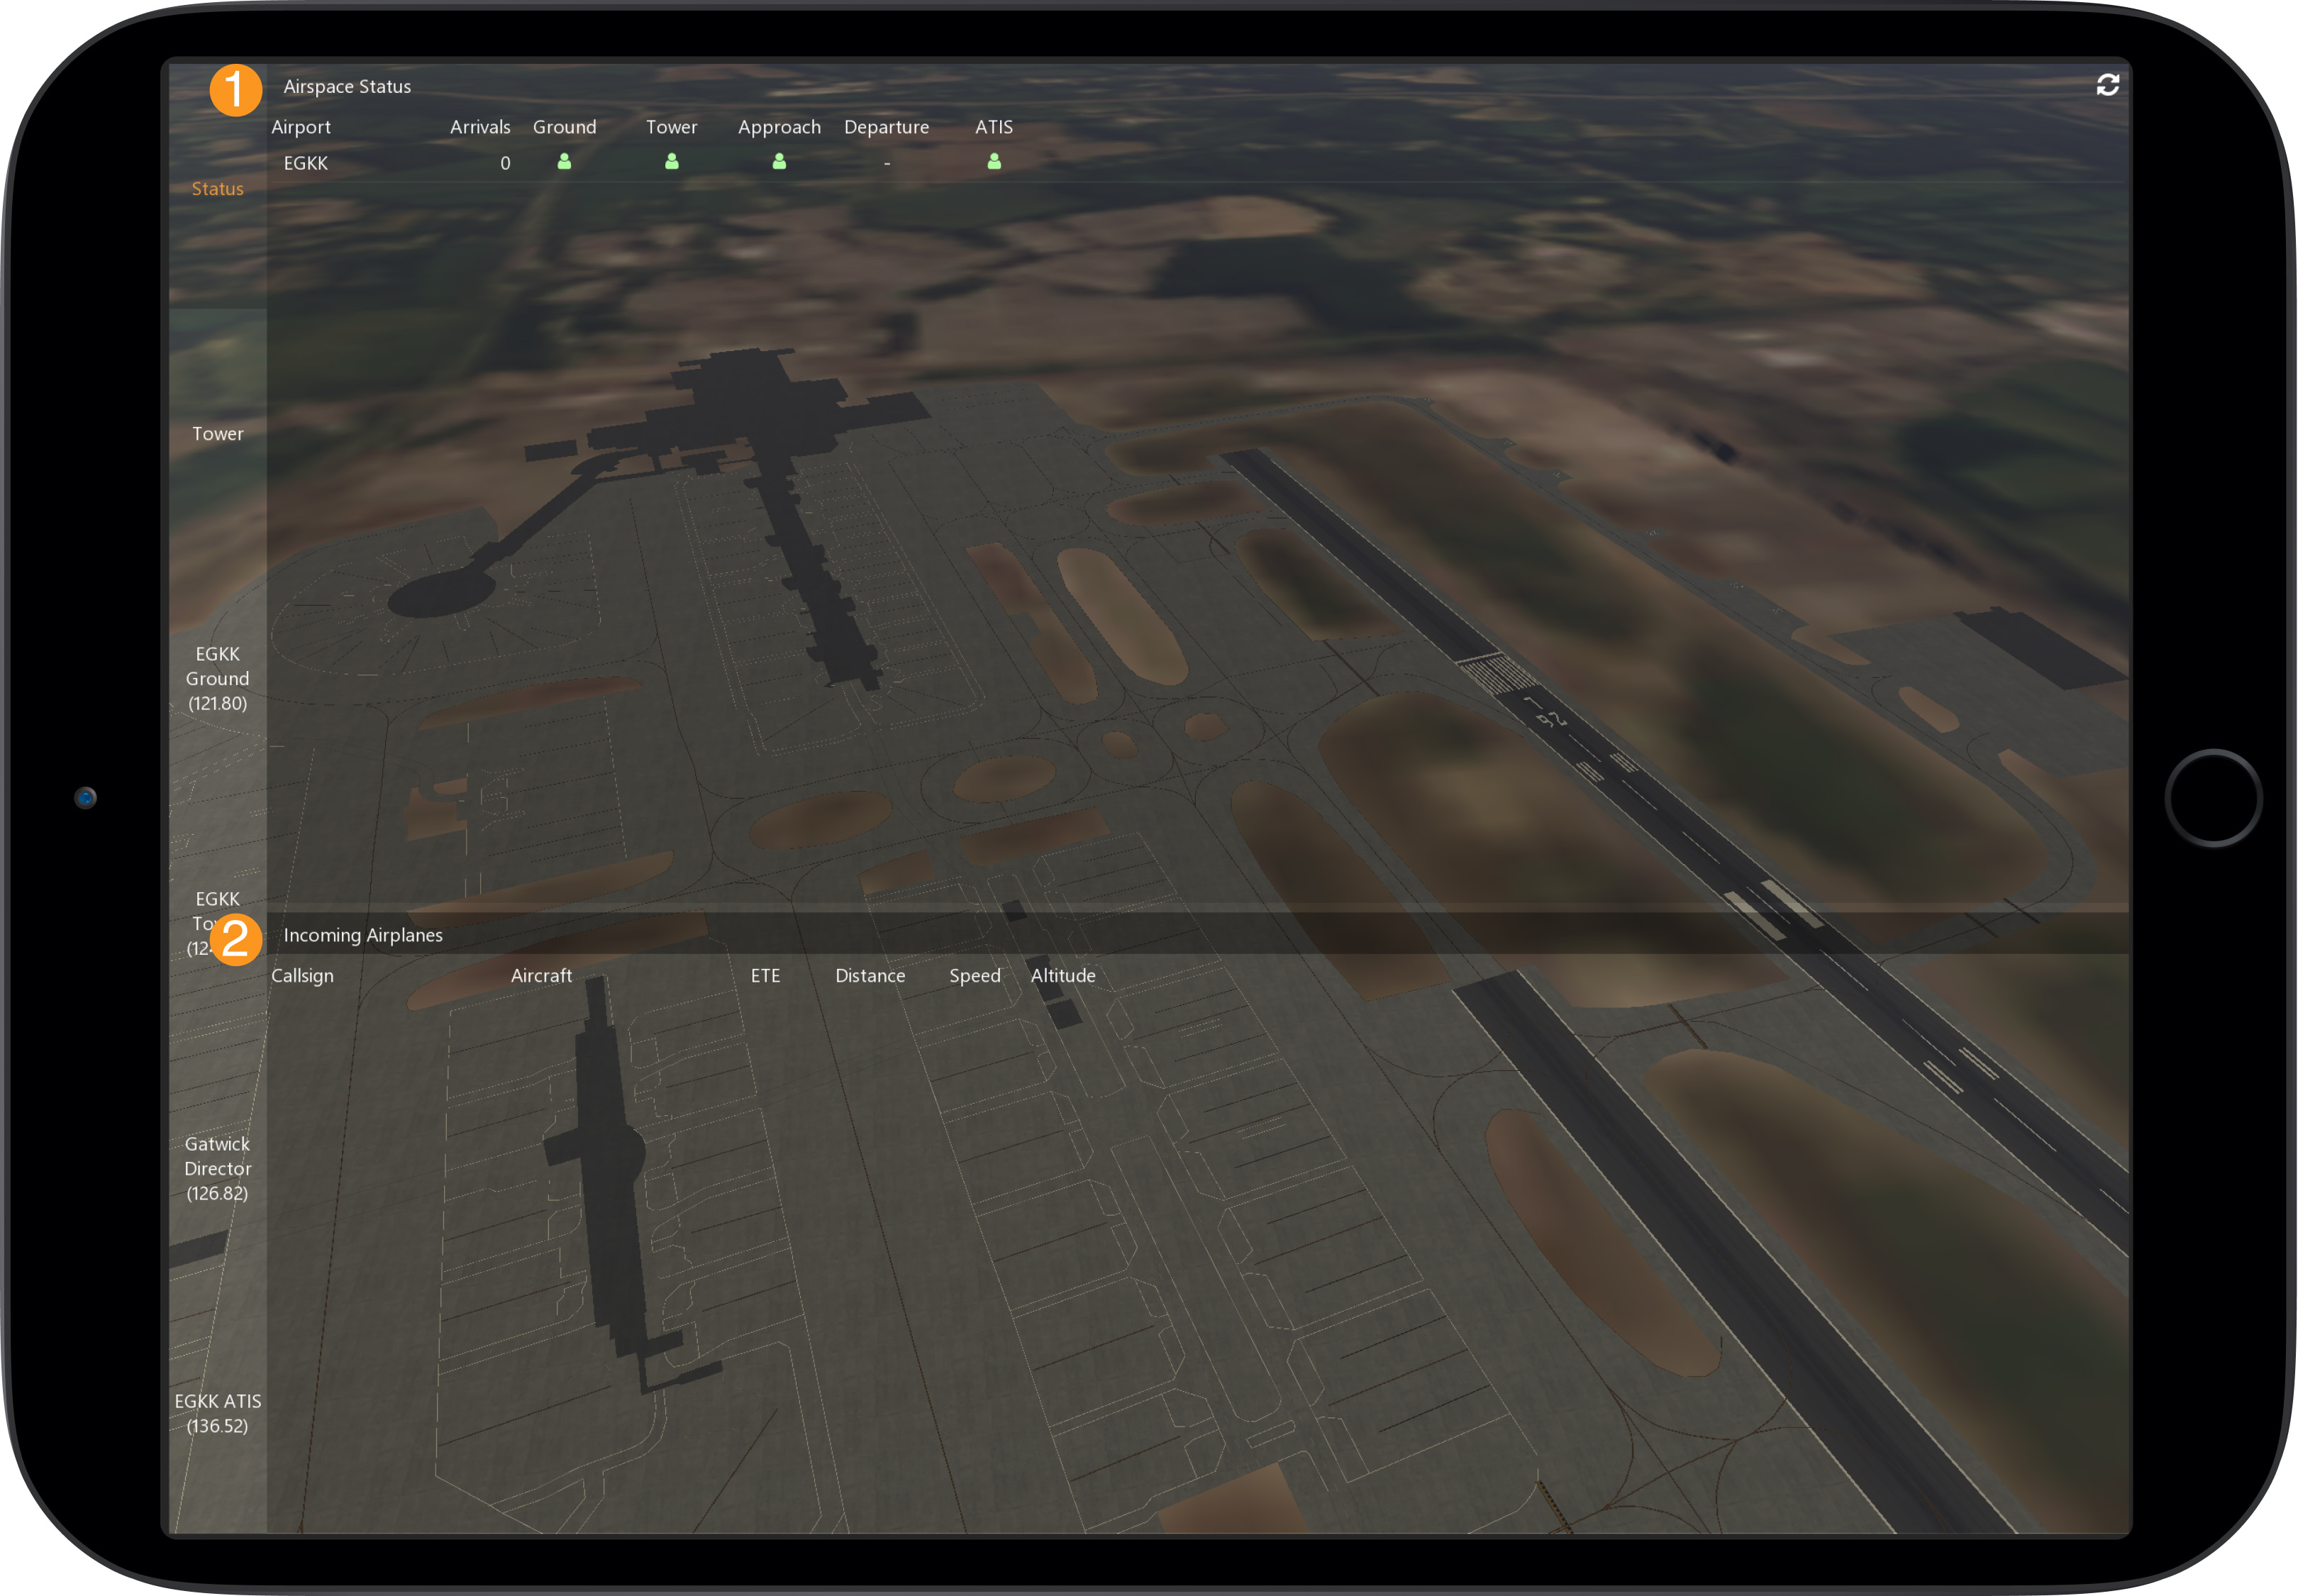 1
Airspace Status
Airport Arrivals Ground Tower Approach Departure ATIS
EGKK 0 -
Status
Tower
EGKK
Ground
(121.80)
EGKK
2
Incoming Airplanes
Callsign Aircraft ETE Distance Speed Altitude
Gatwick
Director
(126.82)
EGKK ATIS
(136.52)